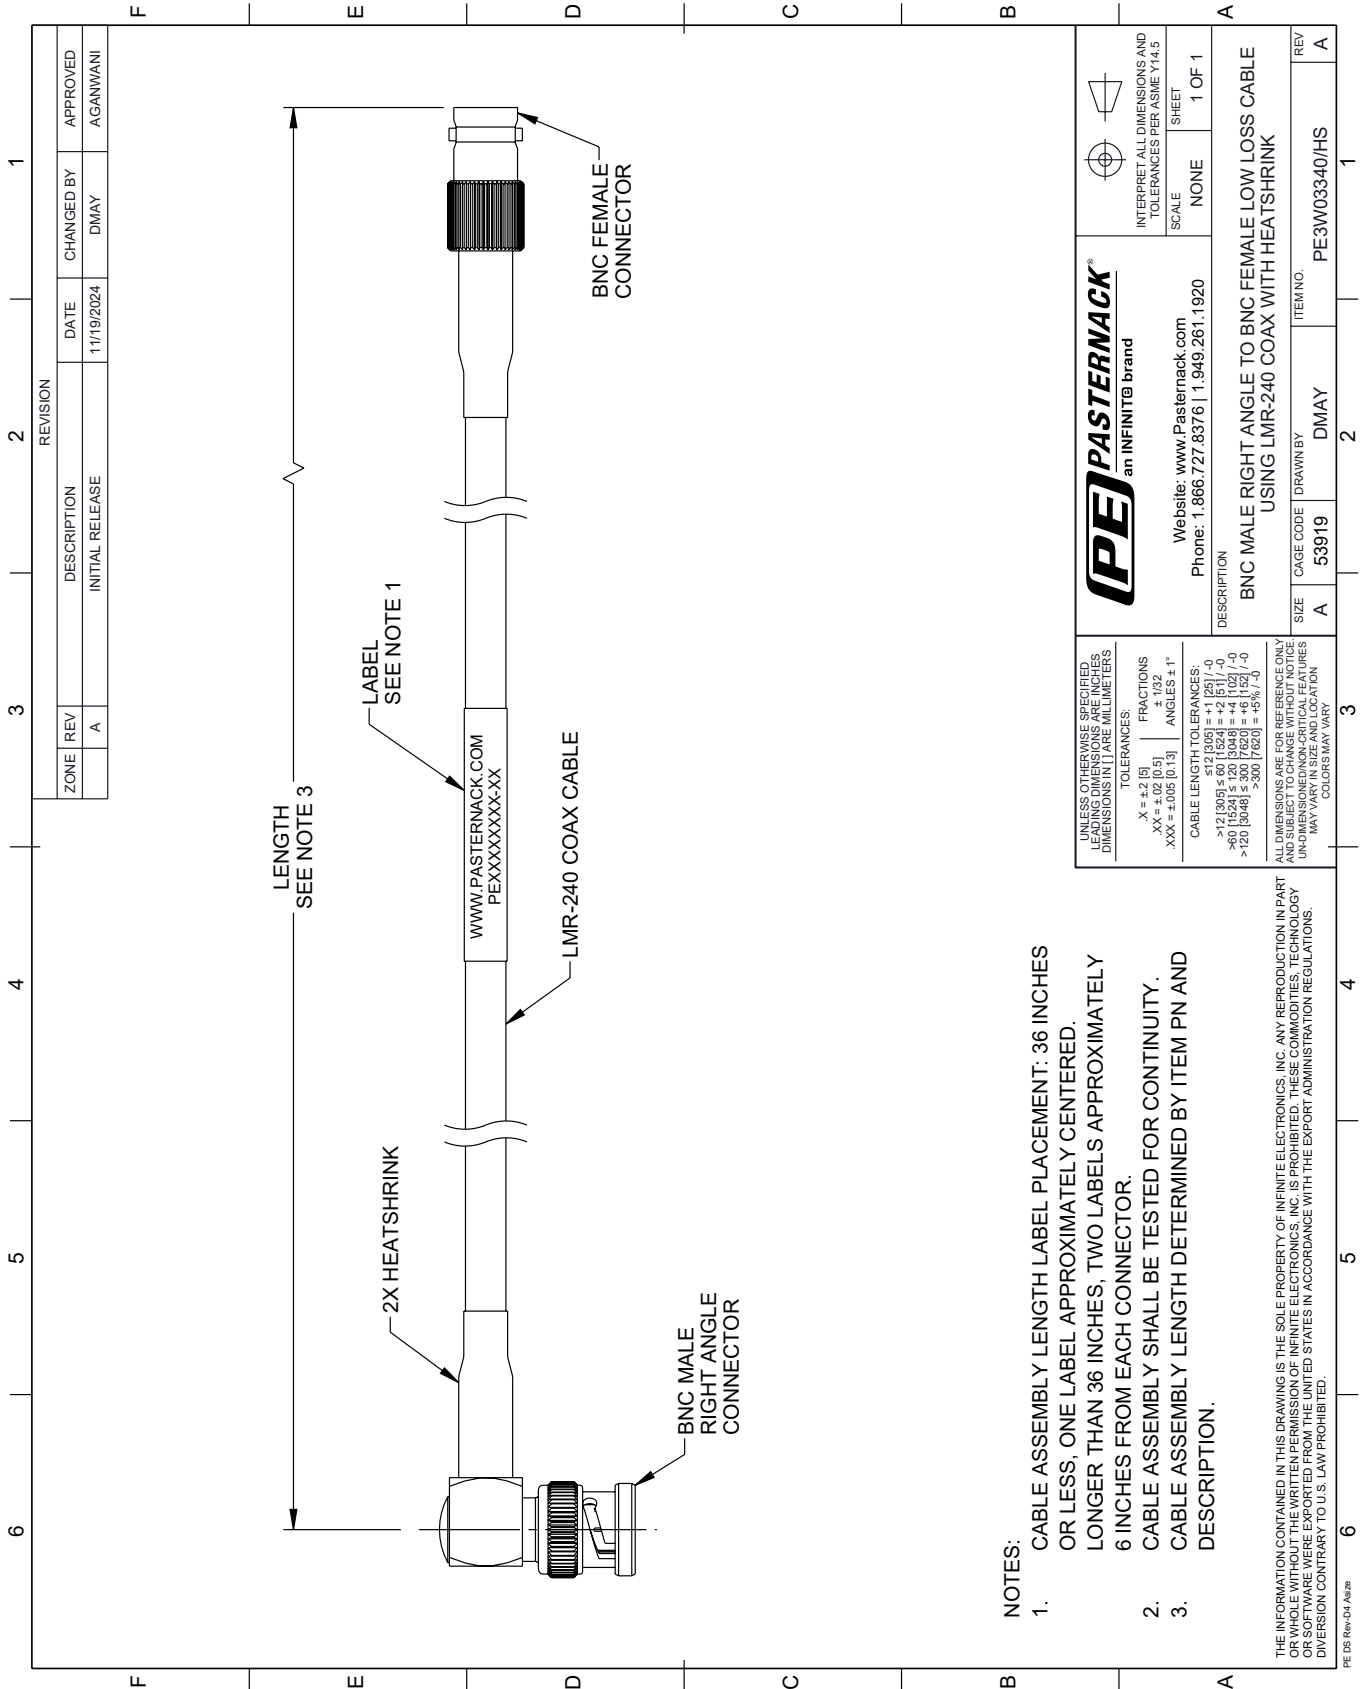 REVISION
ZONE REV DESCRIPTION DATE CHANGED BY APPROVED
A INITIAL RELEASE 11/19/2024 DMAY AGANWANI
6 5 4 3 2 1
F
E
D
C
B
A
LENGTH
SEE NOTE 3
2X HEATSHRINK
LABEL
SEE NOTE 1
WWW.PASTERNACK.COM
PEXXXXXXXX-XX
LMR-240 COAX CABLE
BNC MALE
RIGHT ANGLE
CONNECTOR
BNC FEMALE
CONNECTOR
NOTES:
1. CABLE ASSEMBLY LENGTH LABEL PLACEMENT: 36 INCHES
OR LESS, ONE LABEL APPROXIMATELY CENTERED.
LONGER THAN 36 INCHES, TWO LABELS APPROXIMATELY
6 INCHES FROM EACH CONNECTOR.
2. CABLE ASSEMBLY SHALL BE TESTED FOR CONTINUITY.
3. CABLE ASSEMBLY LENGTH DETERMINED BY ITEM PN AND
DESCRIPTION.
THE INFORMATION CONTAINED IN THIS DRAWING IS THE SOLE PROPERTY OF INFINITE ELECTRONICS, INC. ANY REPRODUCTION IN PART
OR WHOLE WITHOUT THE WRITTEN PERMISSION OF INFINITE ELECTRONICS, INC. IS PROHIBITED. THESE COMMODITIES, TECHNOLOGY
OR SOFTWARE WERE EXPORTED FROM THE UNITED STATES IN ACCORDANCE WITH THE EXPORT ADMINISTRATION REGULATIONS.
DIVERSION CONTRARY TO U.S. LAW PROHIBITED.
UNLESS OTHERWISE SPECIFIED
LEADING DIMENSIONS ARE INCHES
DIMENSIONS IN [ ] ARE MILLIMETERS
TOLERANCES:
.X = ±.2 [5] FRACTIONS
.XX = ±.02 [0.5] ± 1/32
.XXX = ±.005 [0.13] ANGLES ± 1°
CABLE LENGTH TOLERANCES:
≤12 [305] = +1 [25] / -0
>12 [305] ≤ 60 [1524] = +2 [51] / -0
>60 [1524] ≤ 120 [3048] = +4 [102] / -0
>120 [3048] ≤ 300 [7620] = +6 [152] / -0
>300 [7620] = +5% / -0
ALL DIMENSIONS ARE FOR REFERENCE ONLY
AND SUBJECT TO CHANGE WITHOUT NOTICE.
UN-DIMENSIONED/NON-CRITICAL FEATURES
MAY VARY IN SIZE AND LOCATION
COLORS MAY VARY
PE PASTERNACK®
an INFINIT@ brand
Website: www.Pasternack.com
Phone: 1.866.727.8376 | 1.949.261.1920
INTERPRET ALL DIMENSIONS AND
TOLERANCES PER ASME Y14.5
SCALE NONE
SHEET 1 OF 1
DESCRIPTION
BNC MALE RIGHT ANGLE TO BNC FEMALE LOW LOSS CABLE
USING LMR-240 COAX WITH HEATSHRINK
SIZE A
CAGE CODE 53919
DRAWN BY DMAY
ITEM NO. PE3W03340/HS
REV A
6 5 4 3 2 1
F
E
D
C
B
A
PE DS Rev-D4 Asize